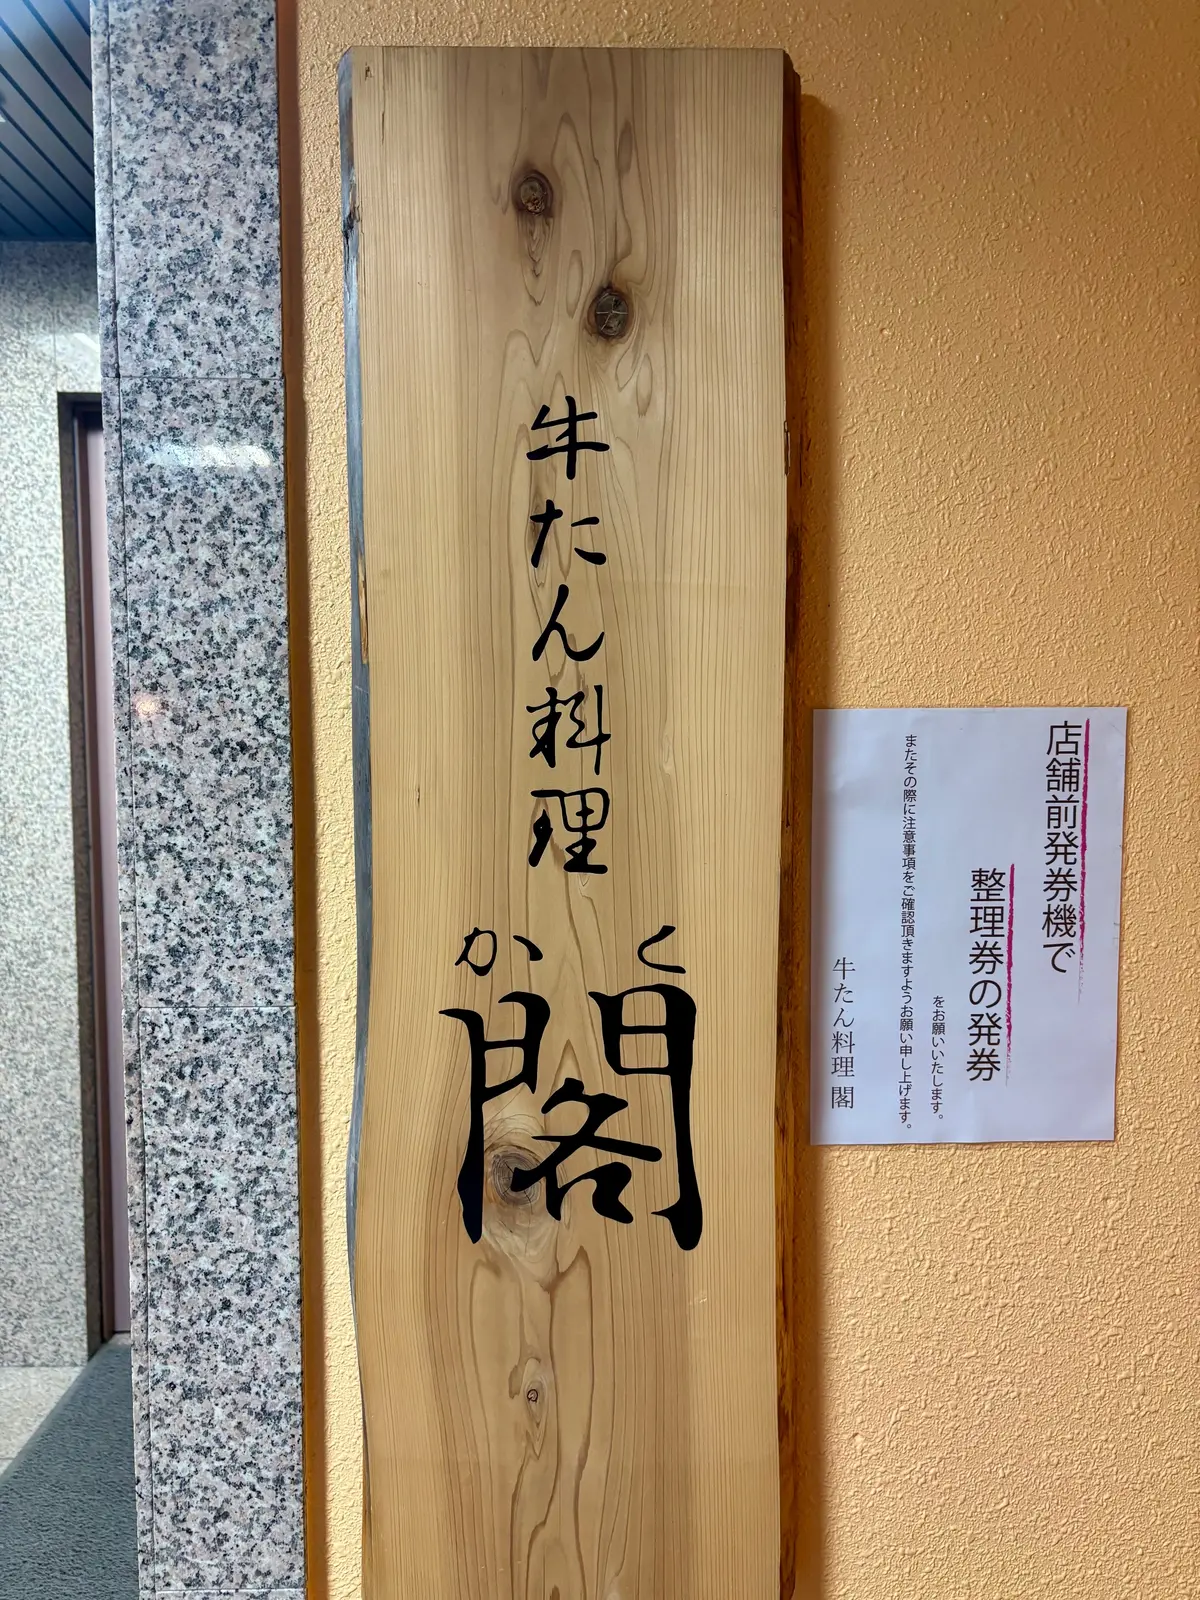 牛たん料理
かく
閣
店舗前発券機で
整理券の発券
をお願いいたします。
またその際に注意事項をご確認頂きますようお願い申し上げます。
牛たん料理 閣